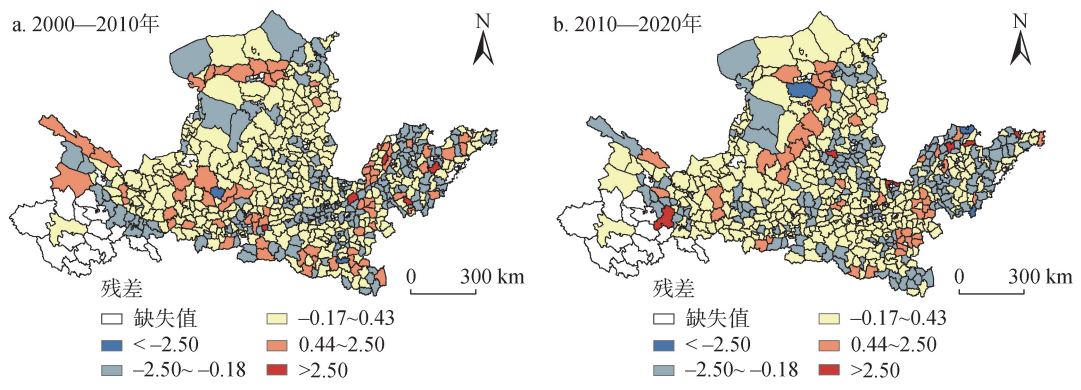 a. 2000—2010年
N
0 300 km
残差
缺失值
< –2.50
–2.50~ –0.18
–0.17~0.43
0.44~2.50
>2.50
b. 2010—2020年
N
0 300 km
残差
缺失值
< –2.50
–2.50~ –0.18
–0.17~0.43
0.44~2.50
>2.50